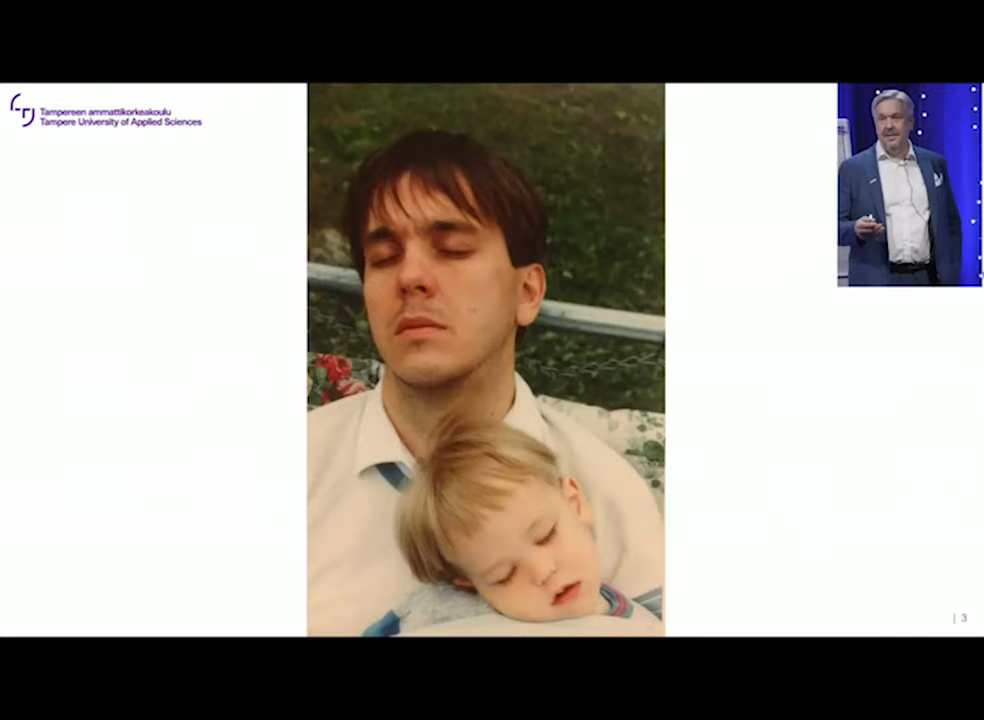 Tampereen ammattikorkeakoulu
Tampere University of Applied Sciences
| 3